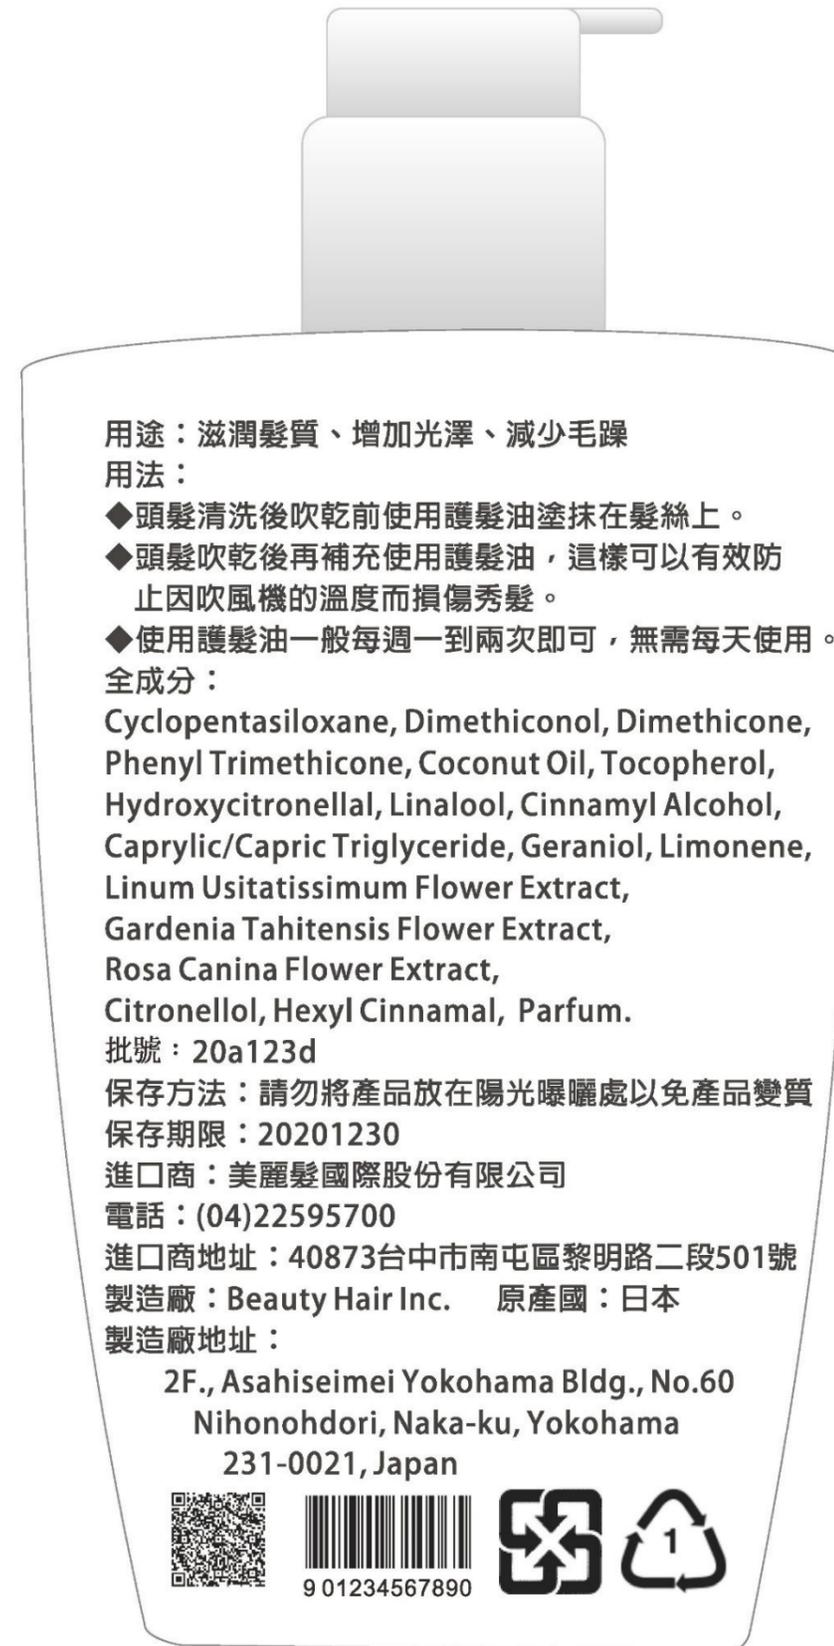 用途：滋潤髮質、增加光澤、減少毛躁
用法：
◆頭髮清洗後吹乾前使用護髮油塗抹在髮絲上。
◆頭髮吹乾後再補充使用護髮油，這樣可以有效防
止因吹風機的溫度而損傷秀髮。
◆使用護髮油一般每週一到兩次即可，無需每天使用。
全成分：
Cyclopentasiloxane, Dimethiconol, Dimethicone,
Phenyl Trimethicone, Coconut Oil, Tocopherol,
Hydroxycitronellal, Linalool, Cinnamyl Alcohol,
Caprylic/Capric Triglyceride, Geraniol, Limonene,
Linum Usitatissimum Flower Extract,
Gardenia Tahitensis Flower Extract,
Rosa Canina Flower Extract,
Citronellol, Hexyl Cinnamal, Parfum.
批號：20a123d
保存方法：請勿將產品放在陽光曝曬處以免產品變質
保存期限：20201230
進口商：美麗髮國際股份有限公司
電話：(04)22595700
進口商地址：40873台中市南屯區黎明路二段501號
製造廠：Beauty Hair Inc. 原產國：日本
製造廠地址：
2F., Asahiseimei Yokohama Bldg., No.60
Nihonohdori, Naka-ku, Yokohama
231-0021, Japan
9 01234567890
1